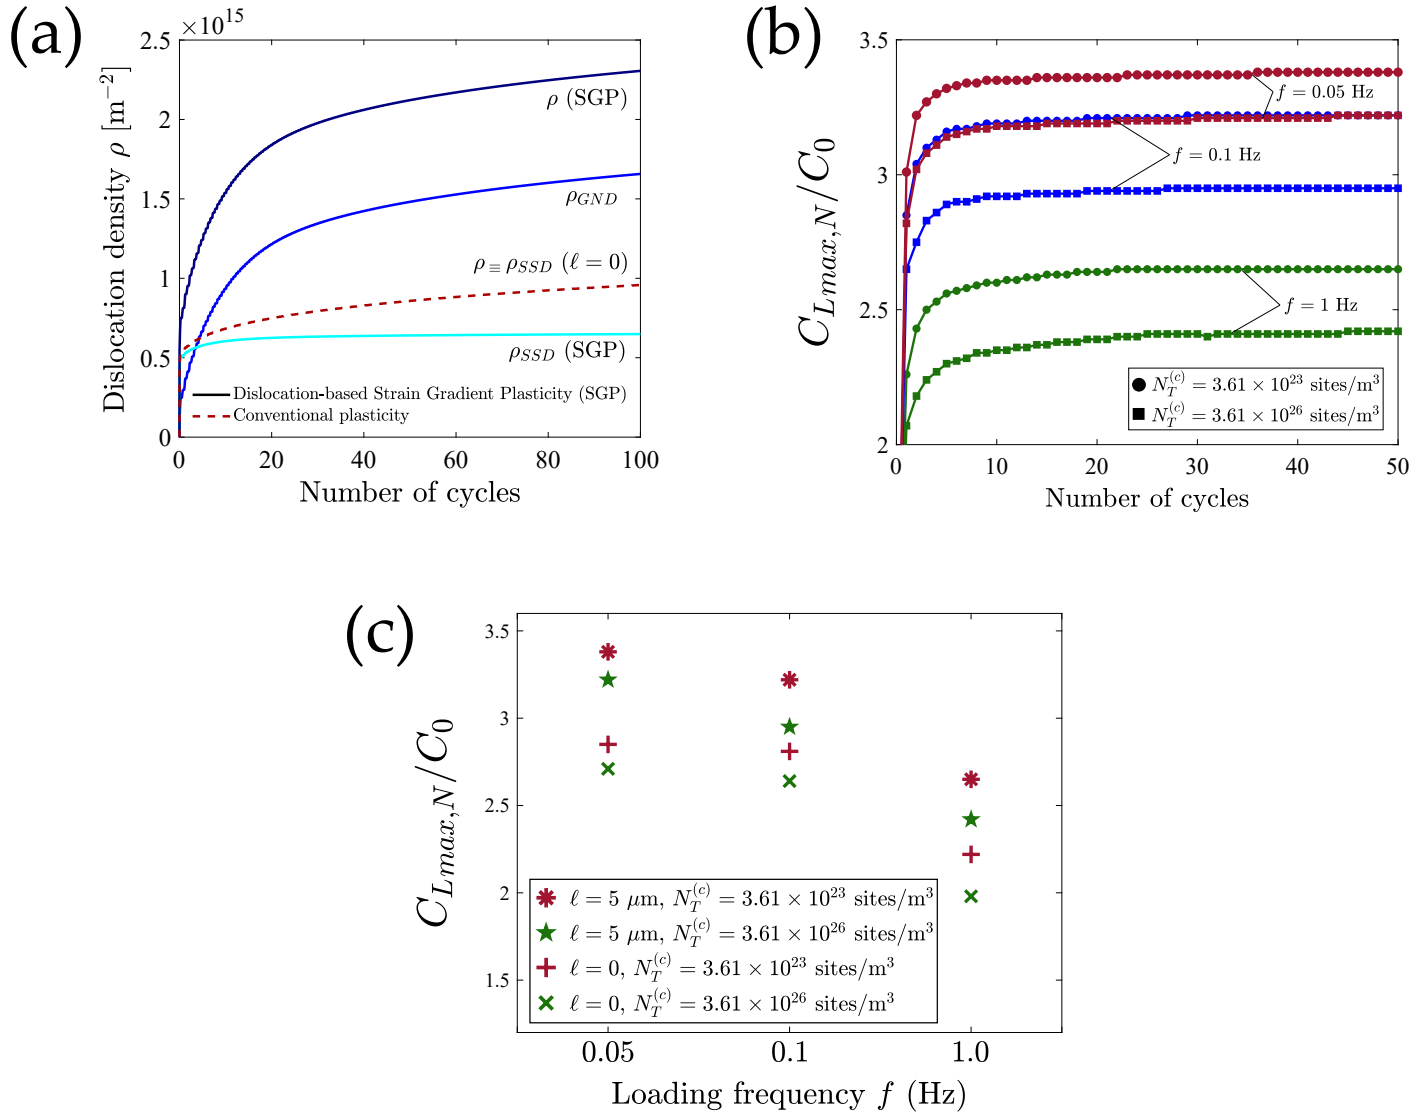 (a)
×10^15
Dislocation density ρ [m^−2]
2.5
2
1.5
1
0.5
0
ρ (SGP)
ρ_GND
ρ ≡ ρ_SSD (ℓ = 0)
ρ_SSD (SGP)
Dislocation-based Strain Gradient Plasticity (SGP)
Conventional plasticity
0 20 40 60 80 100
Number of cycles
(b)
C_Lmax,N/C_0
3.5
3
2.5
2
f = 0.05 Hz
f = 0.1 Hz
f = 1 Hz
N_T^(c) = 3.61 × 10^23 sites/m^3
N_T^(c) = 3.61 × 10^26 sites/m^3
0 10 20 30 40 50
Number of cycles
(c)
C_Lmax,N/C_0
3.5
3
2.5
2
1.5
ℓ = 5 μm, N_T^(c) = 3.61 × 10^23 sites/m^3
ℓ = 5 μm, N_T^(c) = 3.61 × 10^26 sites/m^3
ℓ = 0, N_T^(c) = 3.61 × 10^23 sites/m^3
ℓ = 0, N_T^(c) = 3.61 × 10^26 sites/m^3
0.05 0.1 1.0
Loading frequency f (Hz)